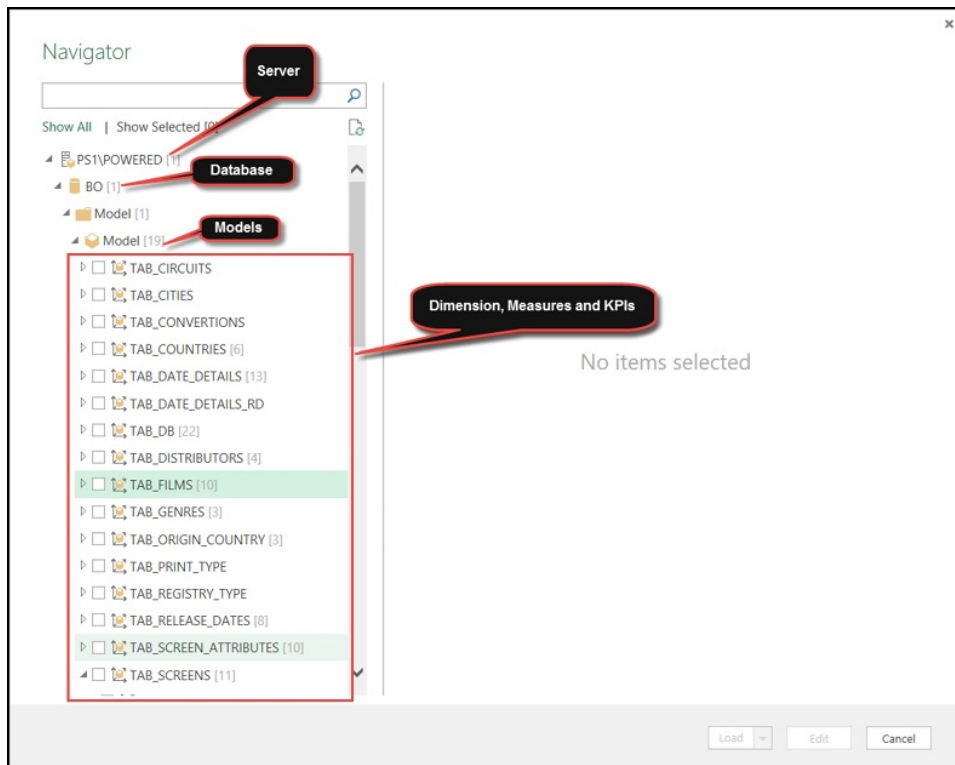 ×
Navigator
Server
Show All | Show Selected [0]
PS1\POWERED [1]
Database
BO [1]
Model [1]
Models
Model [19]
TAB_CIRCUITS
TAB_CITIES
TAB_CONVERTIONS
Dimension, Measures and KPIs
TAB_COUNTRIES [6]
No items selected
TAB_DATE_DETAILS [13]
TAB_DATE_DETAILS_RD
TAB_DB [22]
TAB_DISTRIBUTORS [4]
TAB_FILMS [10]
TAB_GENRES [3]
TAB_ORIGIN_COUNTRY [3]
TAB_PRINT_TYPE
TAB_REGISTRY_TYPE
TAB_RELEASE_DATES [8]
TAB_SCREEN_ATTRIBUTES [10]
TAB_SCREENS [11]
Load
Edit
Cancel